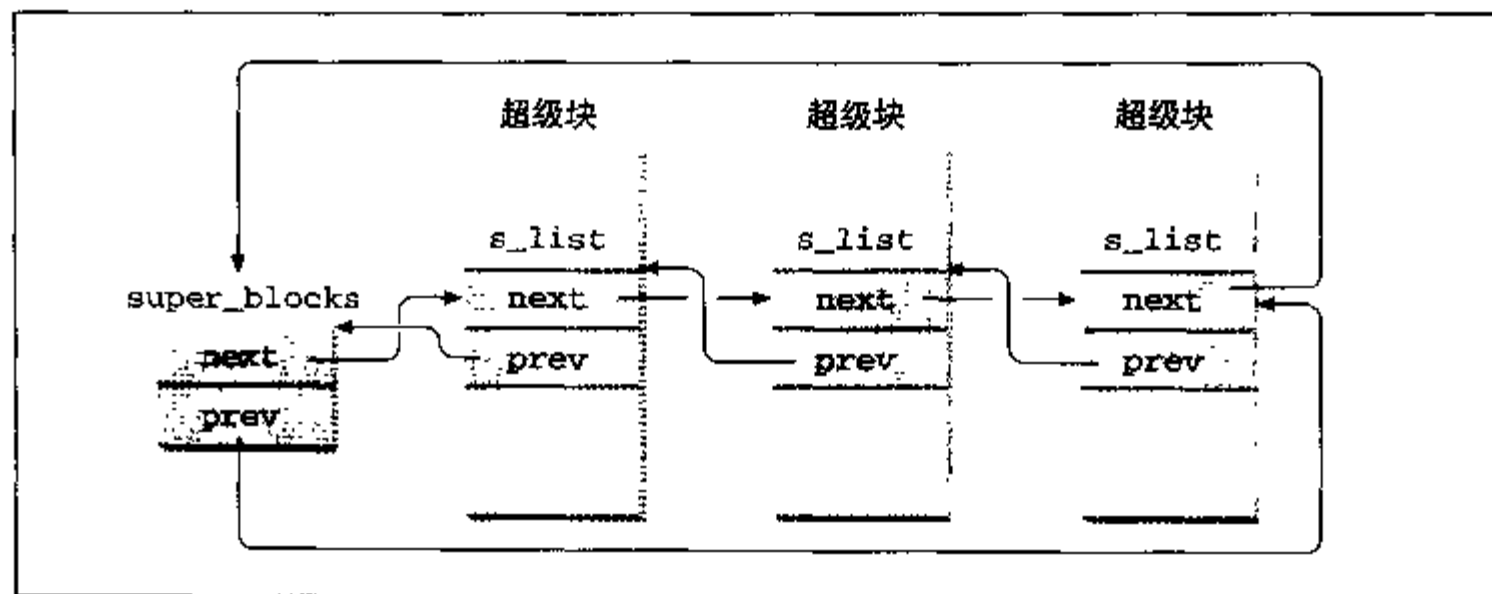 超级块 超级块 超级块
s_list s_list s_list
super_blocks
next next next
next
prev prev prev
prev